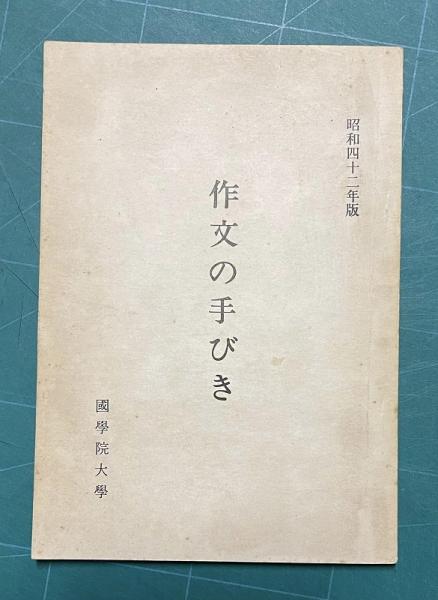 昭和四十二年版
作文の手びき
國學院大學